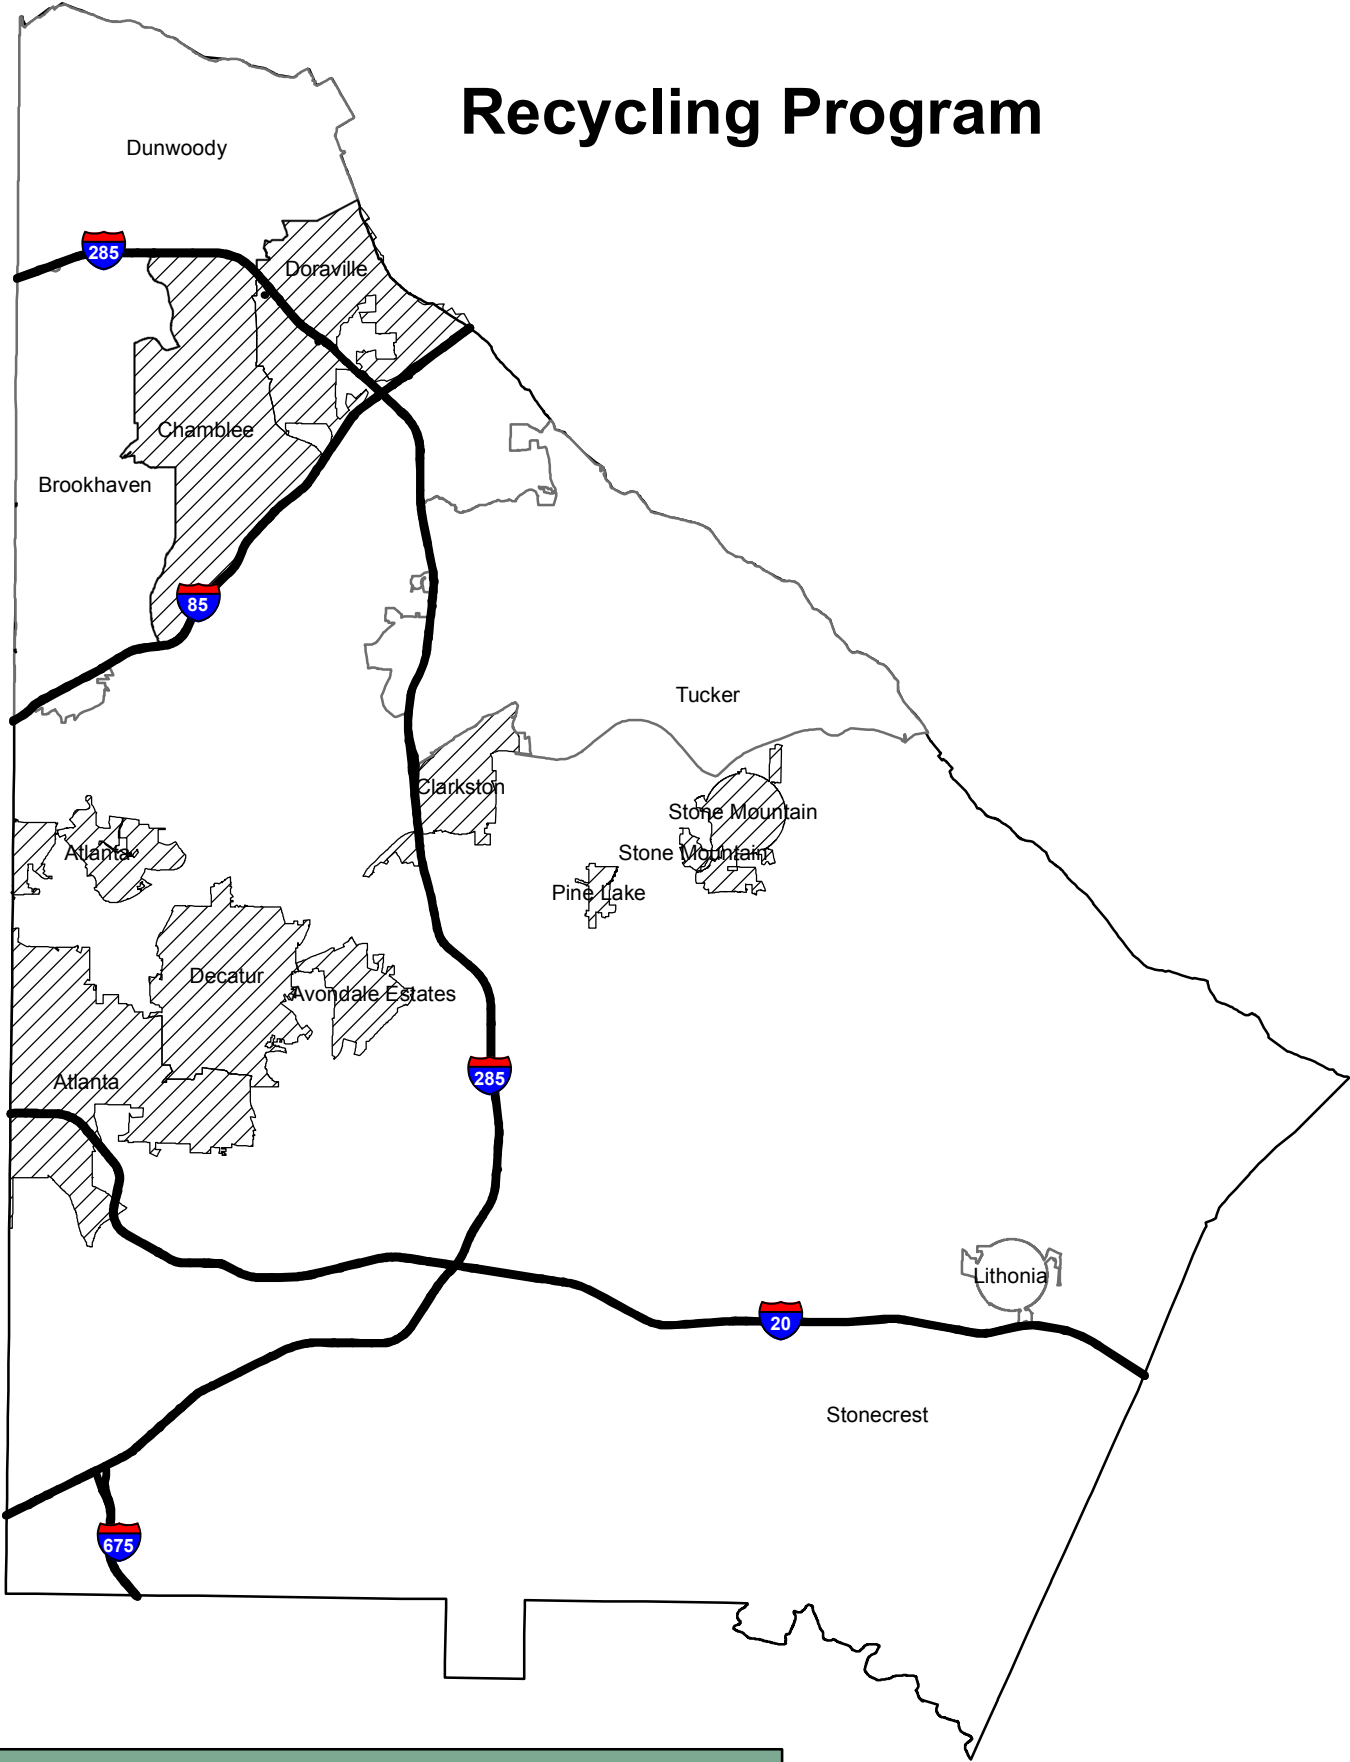 Recycling Program
Dunwoody
285
Doraville
Chamblee
Brookhaven
85
Tucker
Clarkston
Stone Mountain
Atlanta
Stone Mountain
Pine Lake
Decatur
Avondale Estates
285
Atlanta
Lithonia
20
Stonecrest
675